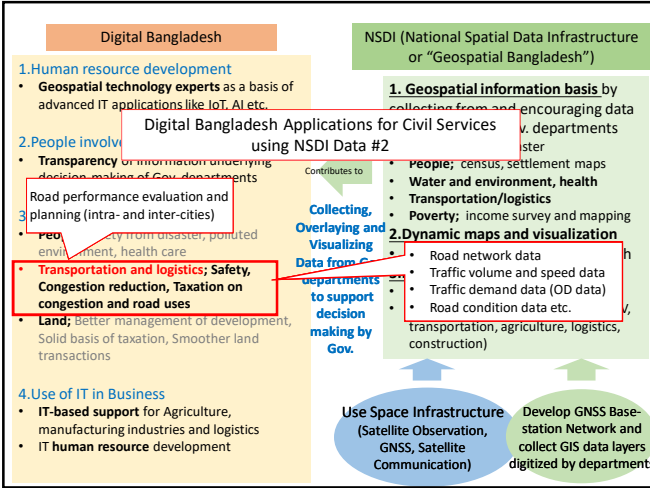 Digital Bangladesh
NSDI (National Spatial Data Infrastructure
or “Geospatial Bangladesh”)
Digital Bangladesh Applications for Civil Services
using NSDI Data #2
1.Human resource development
• Geospatial technology experts as a basis of
advanced IT applications like IoT, AI etc.
2.People involve
• Transparency of information underlying
decision-making of Gov. departments
Road performance evaluation and
planning (intra- and inter-cities)
3
• Peop ety from disaster, polluted
environment, health care
• Transportation and logistics; Safety,
Congestion reduction, Taxation on
congestion and road uses
• Land; Better management of development,
Solid basis of taxation, Smoother land
transactions
4.Use of IT in Business
• IT-based support for Agriculture,
manufacturing industries and logistics
• IT human resource development
Contributes to
Collecting,
Overlaying and
Visualizing
Data from Gov
departments
to support
decision
making by
Gov.
1. Geospatial information basis by
collecting from and encouraging data
v. departments
aster
• People; census, settlement maps
• Water and environment, health
• Transportation/logistics
• Poverty; income survey and mapping
2.Dynamic maps and visualization
• Road network data
• Traffic volume and speed data
• Traffic demand data (OD data)
• Road condition data etc.
transportation, agriculture, logistics,
construction)
Use Space Infrastructure
(Satellite Observation,
GNSS, Satellite
Communication)
Develop GNSS Base-
station Network and
collect GIS data layers
digitized by departments